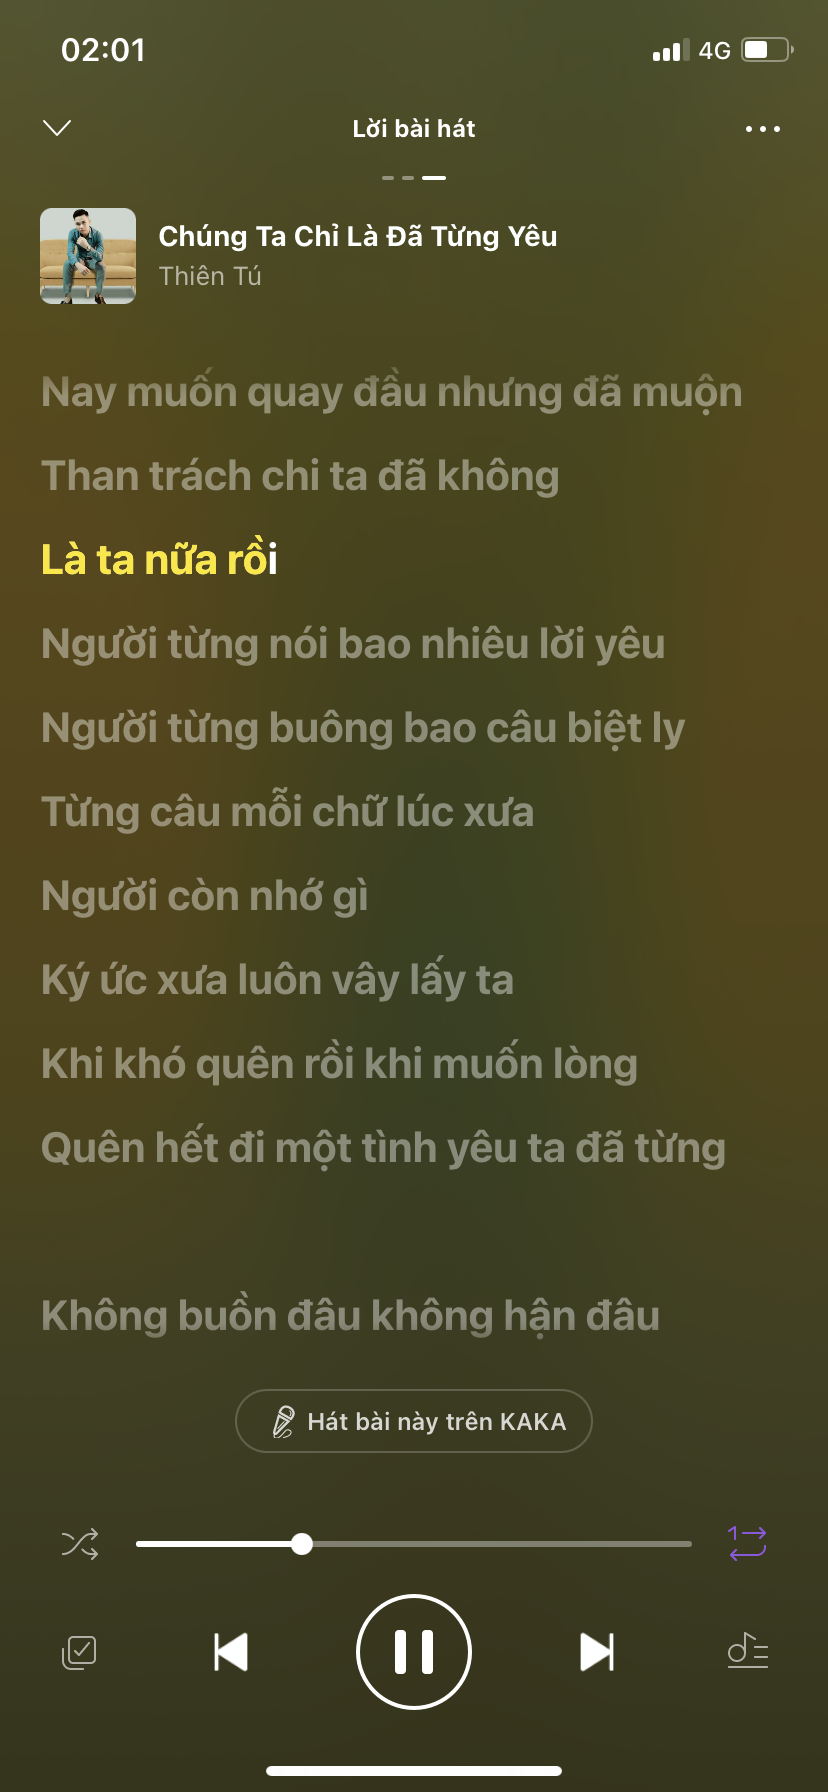 02:01
4G
Lời bài hát
Chúng Ta Chỉ Là Đã Từng Yêu
Thiên Tú
Nay muốn quay đầu nhưng đã muộn
Than trách chi ta đã không
Là ta nữa rồi
Người từng nói bao nhiêu lời yêu
Người từng buông bao câu biệt ly
Từng câu mỗi chữ lúc xưa
Người còn nhớ gì
Ký ức xưa luôn vây lấy ta
Khi khó quên rồi khi muốn lòng
Quên hết đi một tình yêu ta đã từng
Không buồn đâu không hận đâu
Hát bài này trên KAKA
1